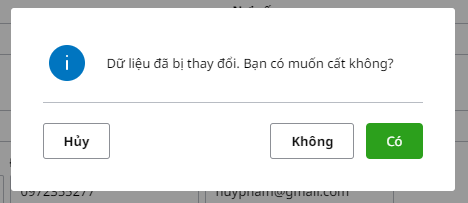 Dữ liệu đã bị thay đổi. Bạn có muốn cất không?
Hủy
Không
Có
0972355277
huypham@gmail.com